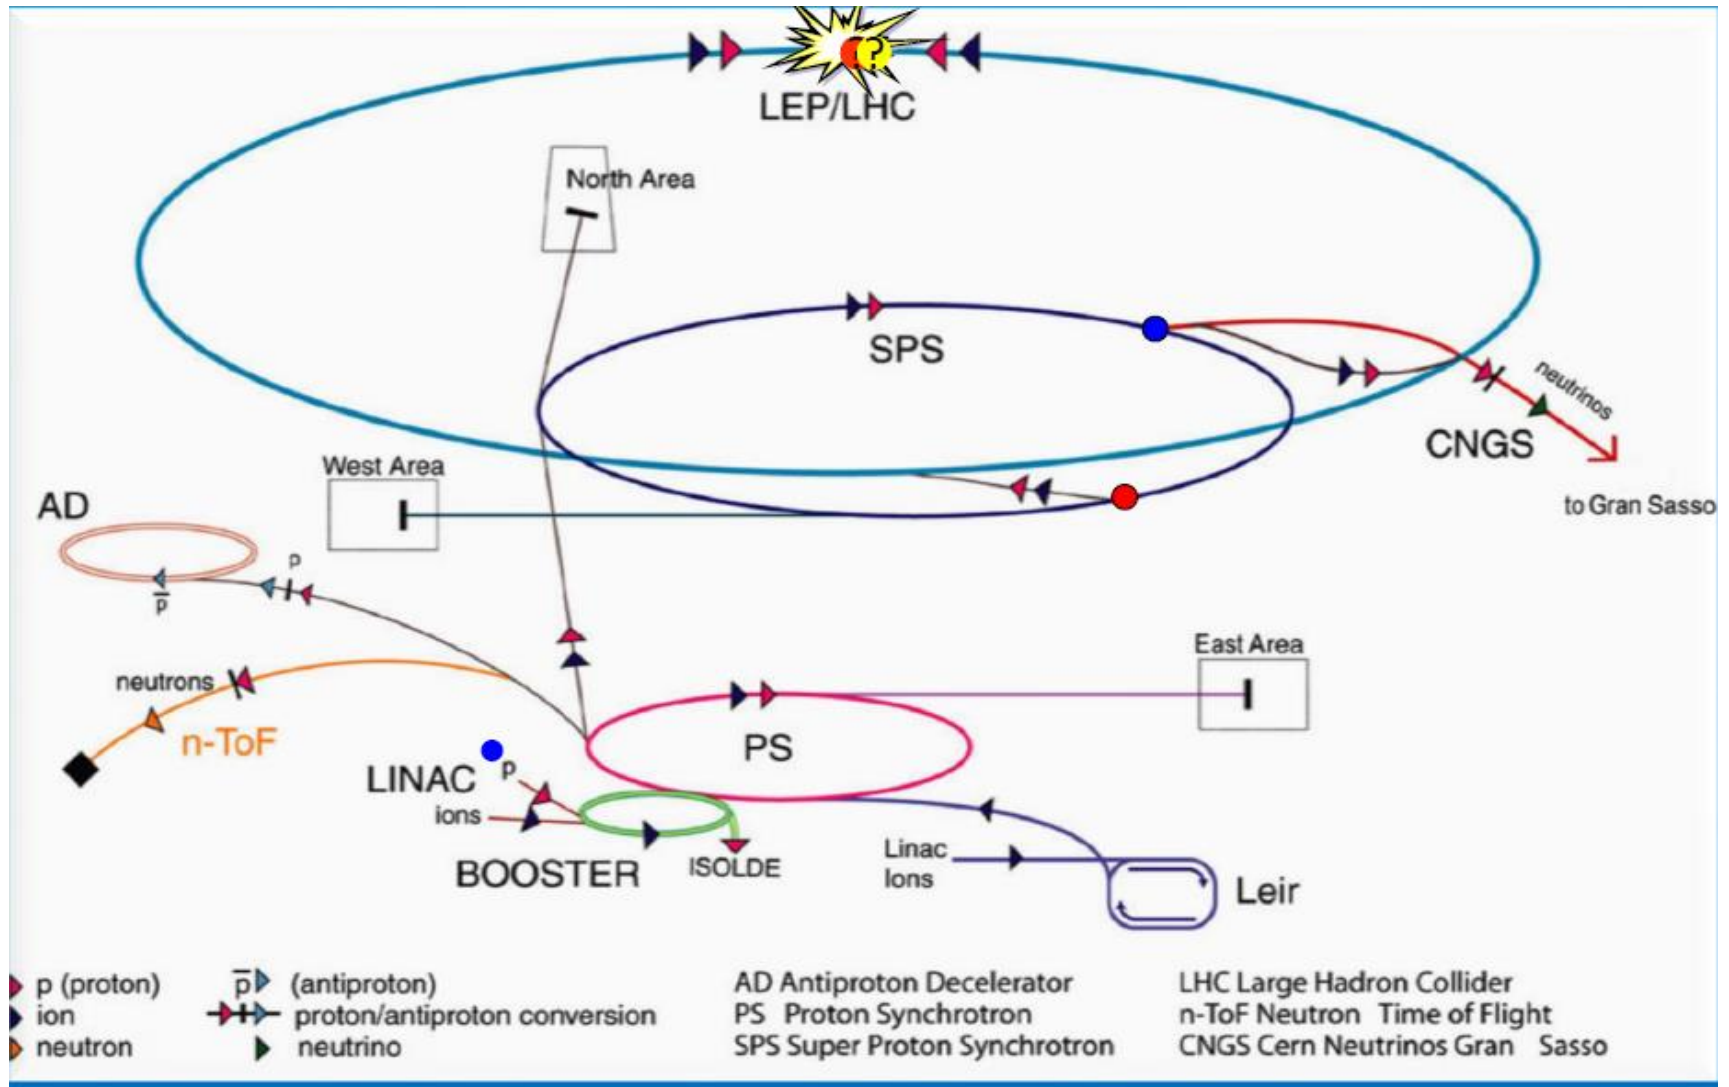 ?
LEP/LHC
North Area
SPS
neutrinos
CNGS
West Area
AD
to Gran Sasso
p
p̅
East Area
neutrons
n-ToF
PS
p
LINAC
ions
BOOSTER
ISOLDE
Linac
Ions
Leir
p (proton)
p̅ (antiproton)
AD Antiproton Decelerator
LHC Large Hadron Collider
ion
proton/antiproton conversion
PS Proton Synchrotron
n-ToF Neutron Time of Flight
neutron
neutrino
SPS Super Proton Synchrotron
CNGS Cern Neutrinos Gran Sasso